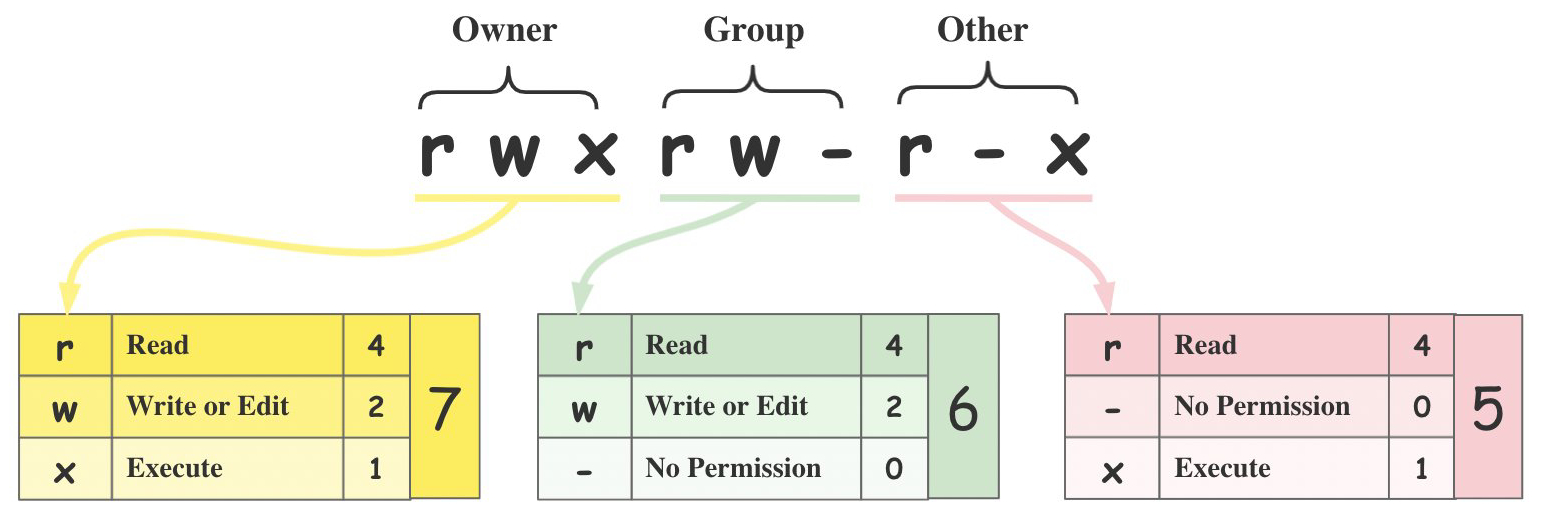 Owner Group Other
r w x r w - r - x
r Read 4
w Write or Edit 2
x Execute 1
7
r Read 4
w Write or Edit 2
- No Permission 0
6
r Read 4
- No Permission 0
x Execute 1
5